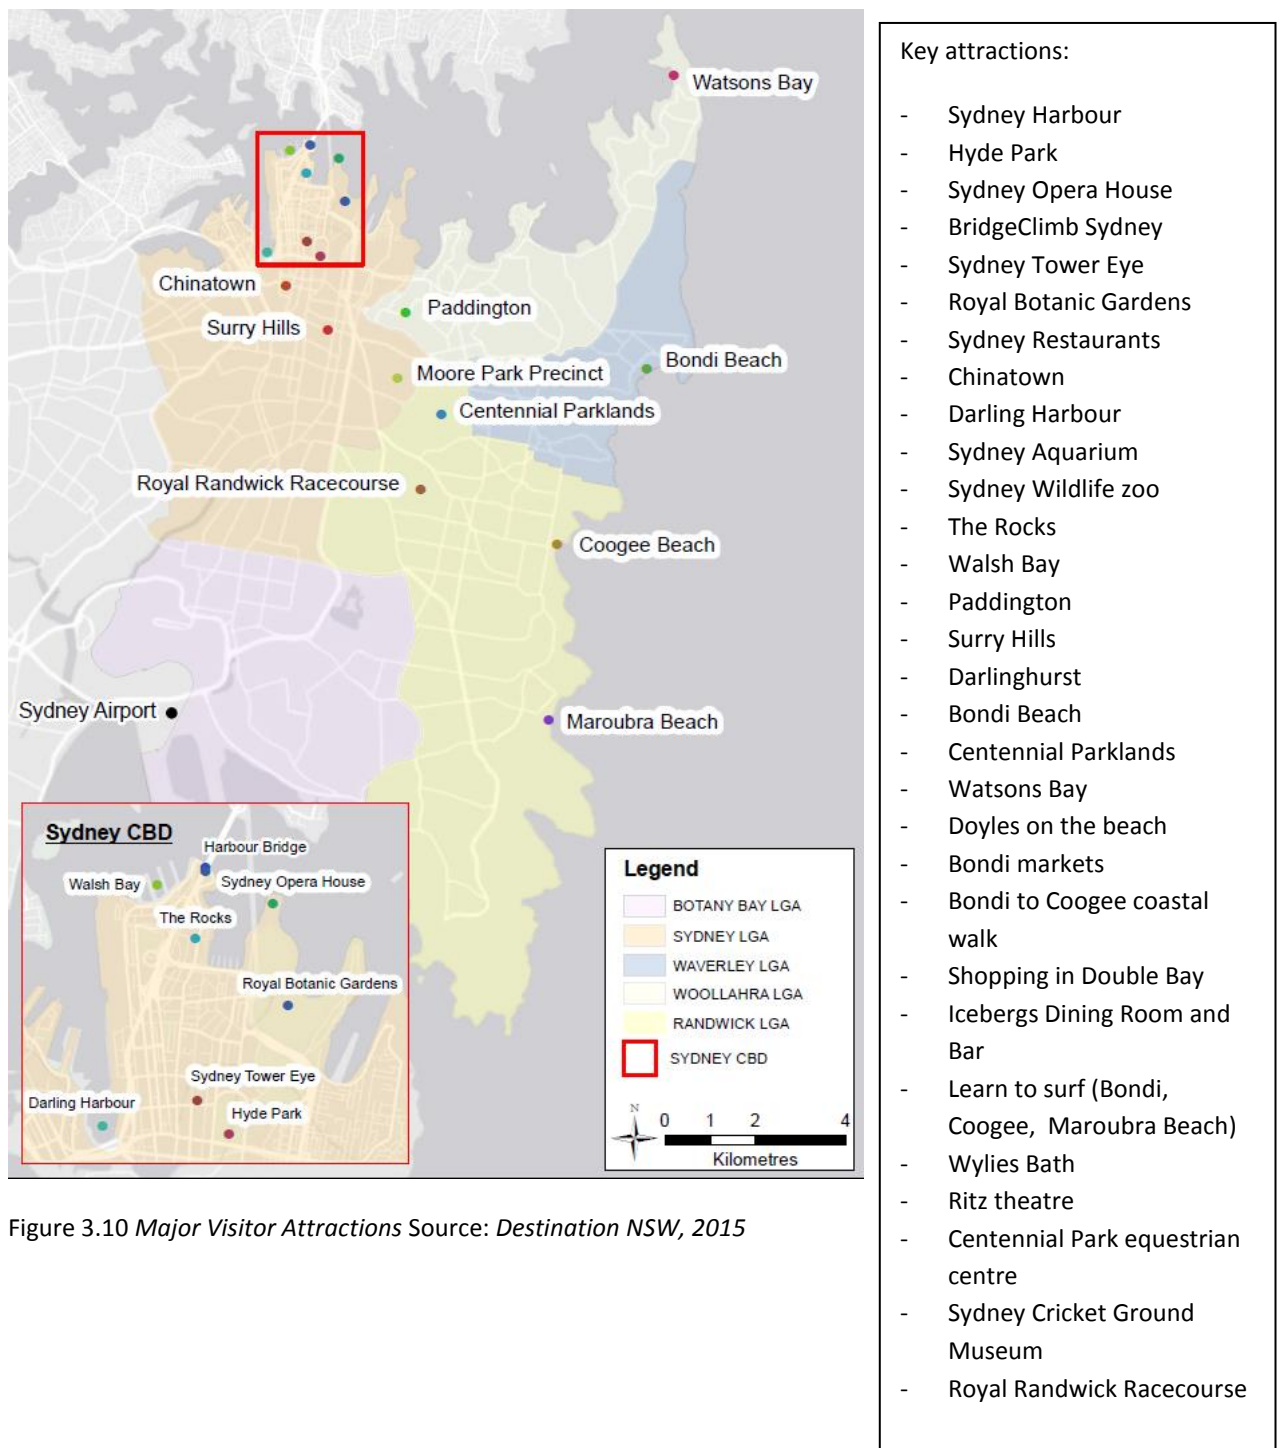 Watsons Bay
Chinatown
Surry Hills
Paddington
Moore Park Precinct
Bondi Beach
Centennial Parklands
Royal Randwick Racecourse
Coogee Beach
Sydney Airport
Maroubra Beach
Sydney CBD
Harbour Bridge
Walsh Bay
Sydney Opera House
The Rocks
Royal Botanic Gardens
Sydney Tower Eye
Darling Harbour
Hyde Park
Legend
BOTANY BAY LGA
SYDNEY LGA
WAVERLEY LGA
WOOLLAHRA LGA
RANDWICK LGA
SYDNEY CBD
N
0 1 2 4
Kilometres
Figure 3.10 Major Visitor Attractions Source: Destination NSW, 2015
Key attractions:
- Sydney Harbour
- Hyde Park
- Sydney Opera House
- BridgeClimb Sydney
- Sydney Tower Eye
- Royal Botanic Gardens
- Sydney Restaurants
- Chinatown
- Darling Harbour
- Sydney Aquarium
- Sydney Wildlife zoo
- The Rocks
- Walsh Bay
- Paddington
- Surry Hills
- Darlinghurst
- Bondi Beach
- Centennial Parklands
- Watsons Bay
- Doyles on the beach
- Bondi markets
- Bondi to Coogee coastal
walk
- Shopping in Double Bay
- Icebergs Dining Room and
Bar
- Learn to surf (Bondi,
Coogee, Maroubra Beach)
- Wylies Bath
- Ritz theatre
- Centennial Park equestrian
centre
- Sydney Cricket Ground
Museum
- Royal Randwick Racecourse